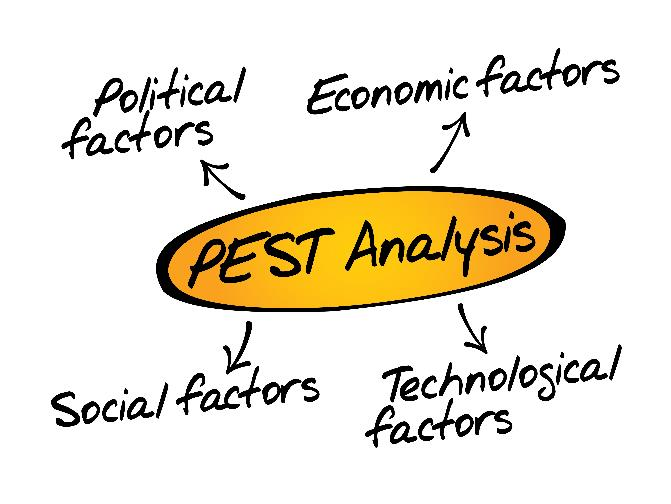 Political
factors
Economic factors
PEST Analysis
Social factors
Technological
factors